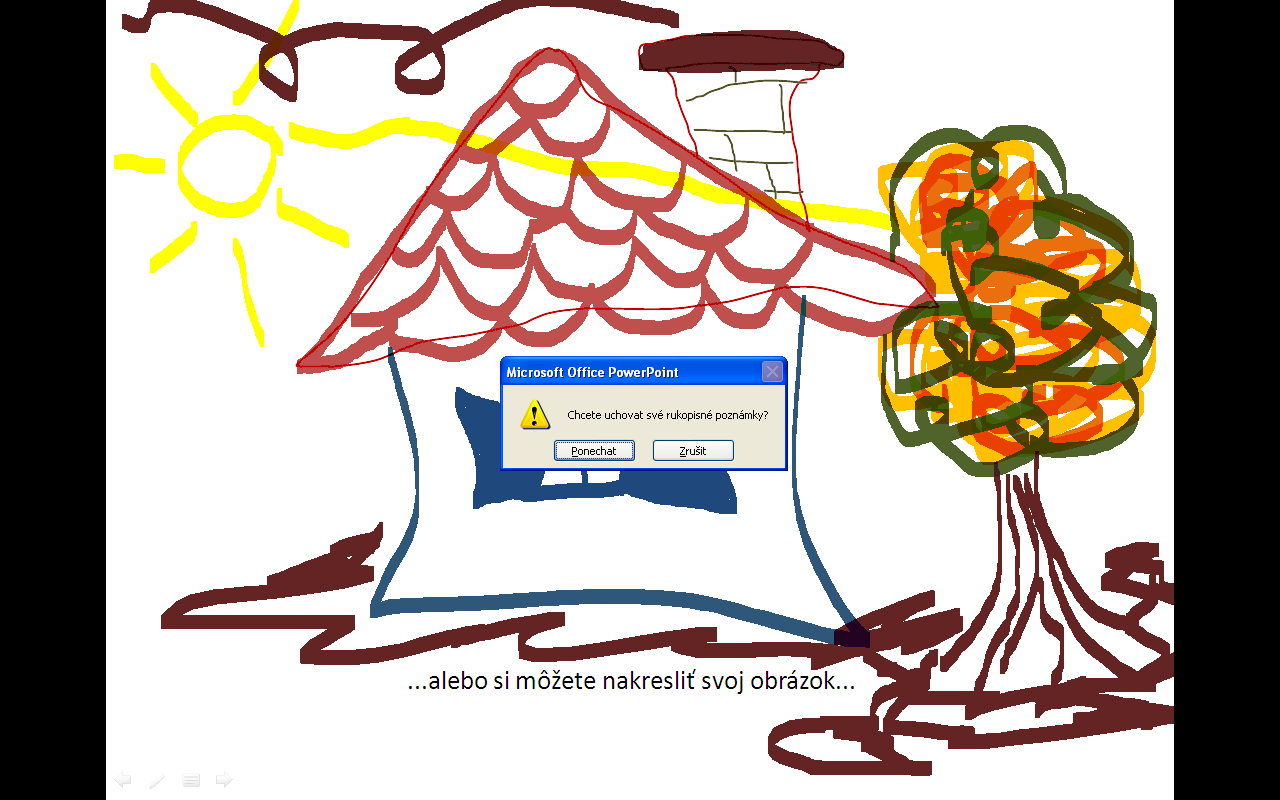 Microsoft Office PowerPoint
Chcete uchovat své rukopisné poznámky?
Ponechat
Zrušit
...alebo si môžete nakresliť svoj obrázok...